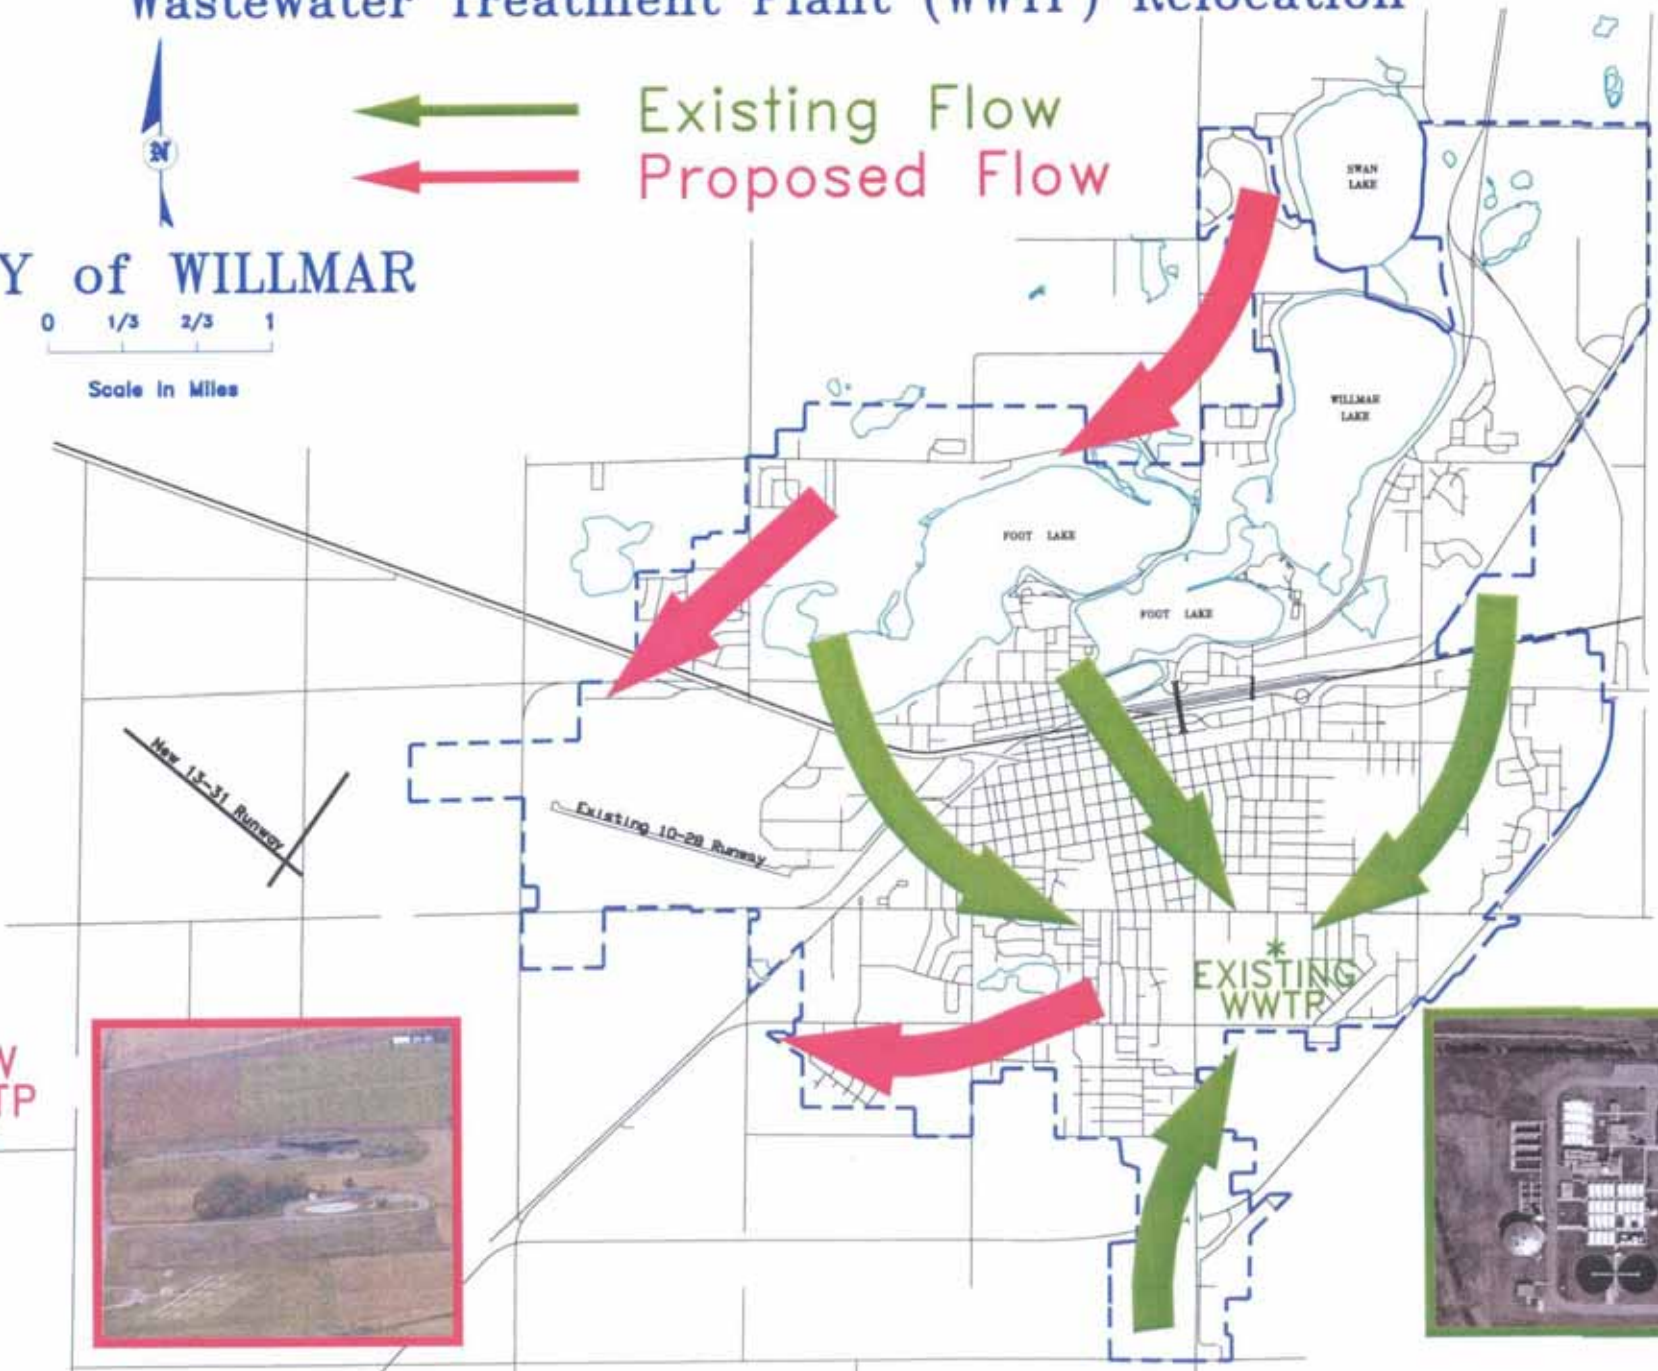 Wastewater Treatment Plant (WWTP) Relocation
Existing Flow
Proposed Flow
N
Y of WILLMAR
0 1/3 2/3 1
Scale in Miles
SWAN
LAKE
WILLMAR
LAKE
FOOT LAKE
FOOT LAKE
New 13-31 Runway
Existing 10-28 Runway
*
EXISTING
WWTP
W
TP